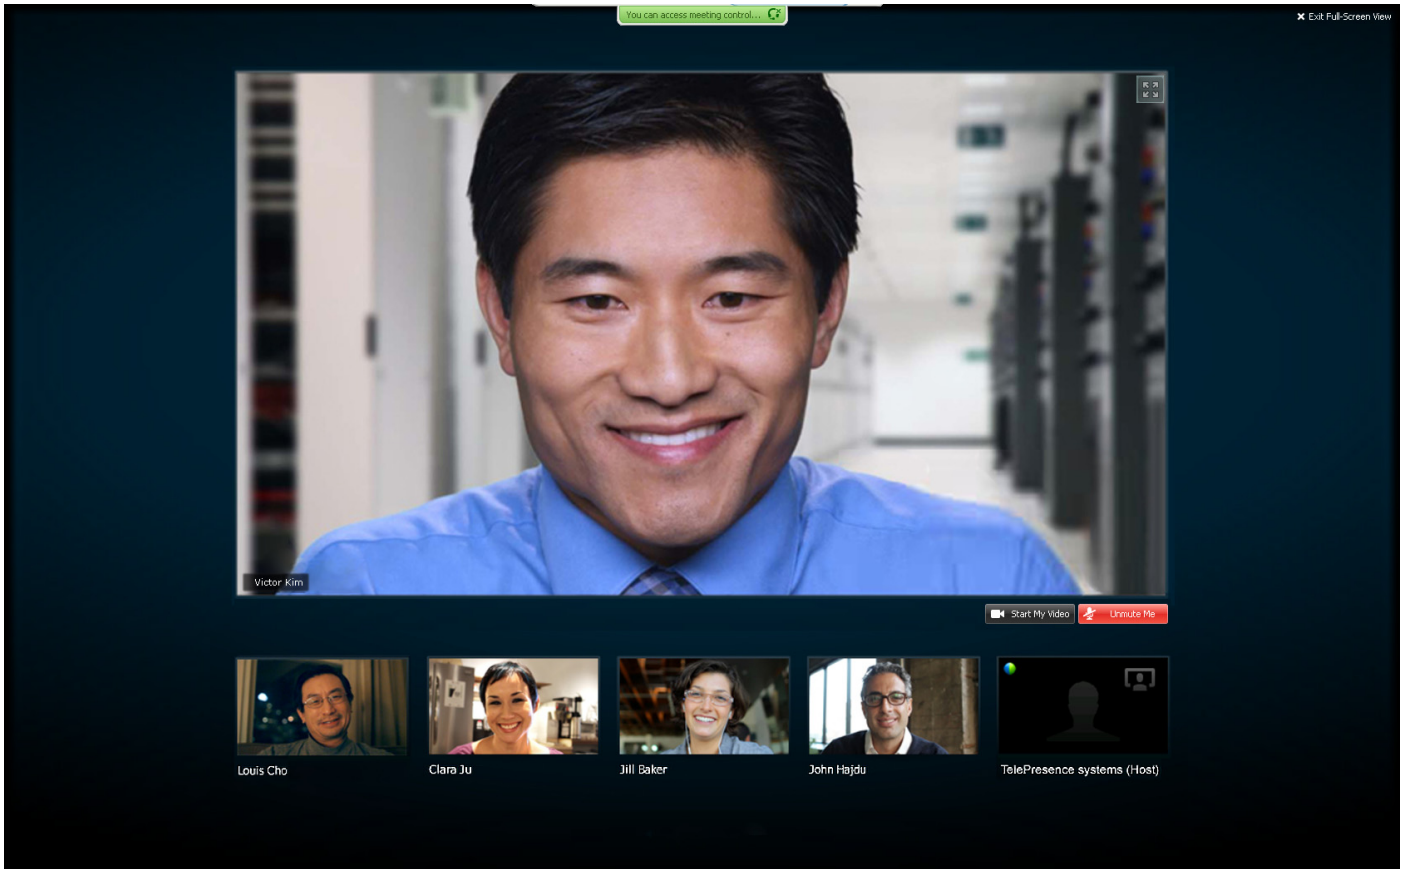 You can access meeting control...
Exit Full-Screen View
Victor Kim
Start My Video
Unmute Me
Louis Cho
Clara Ju
Jill Baker
John Hajdu
TelePresence systems (Host)